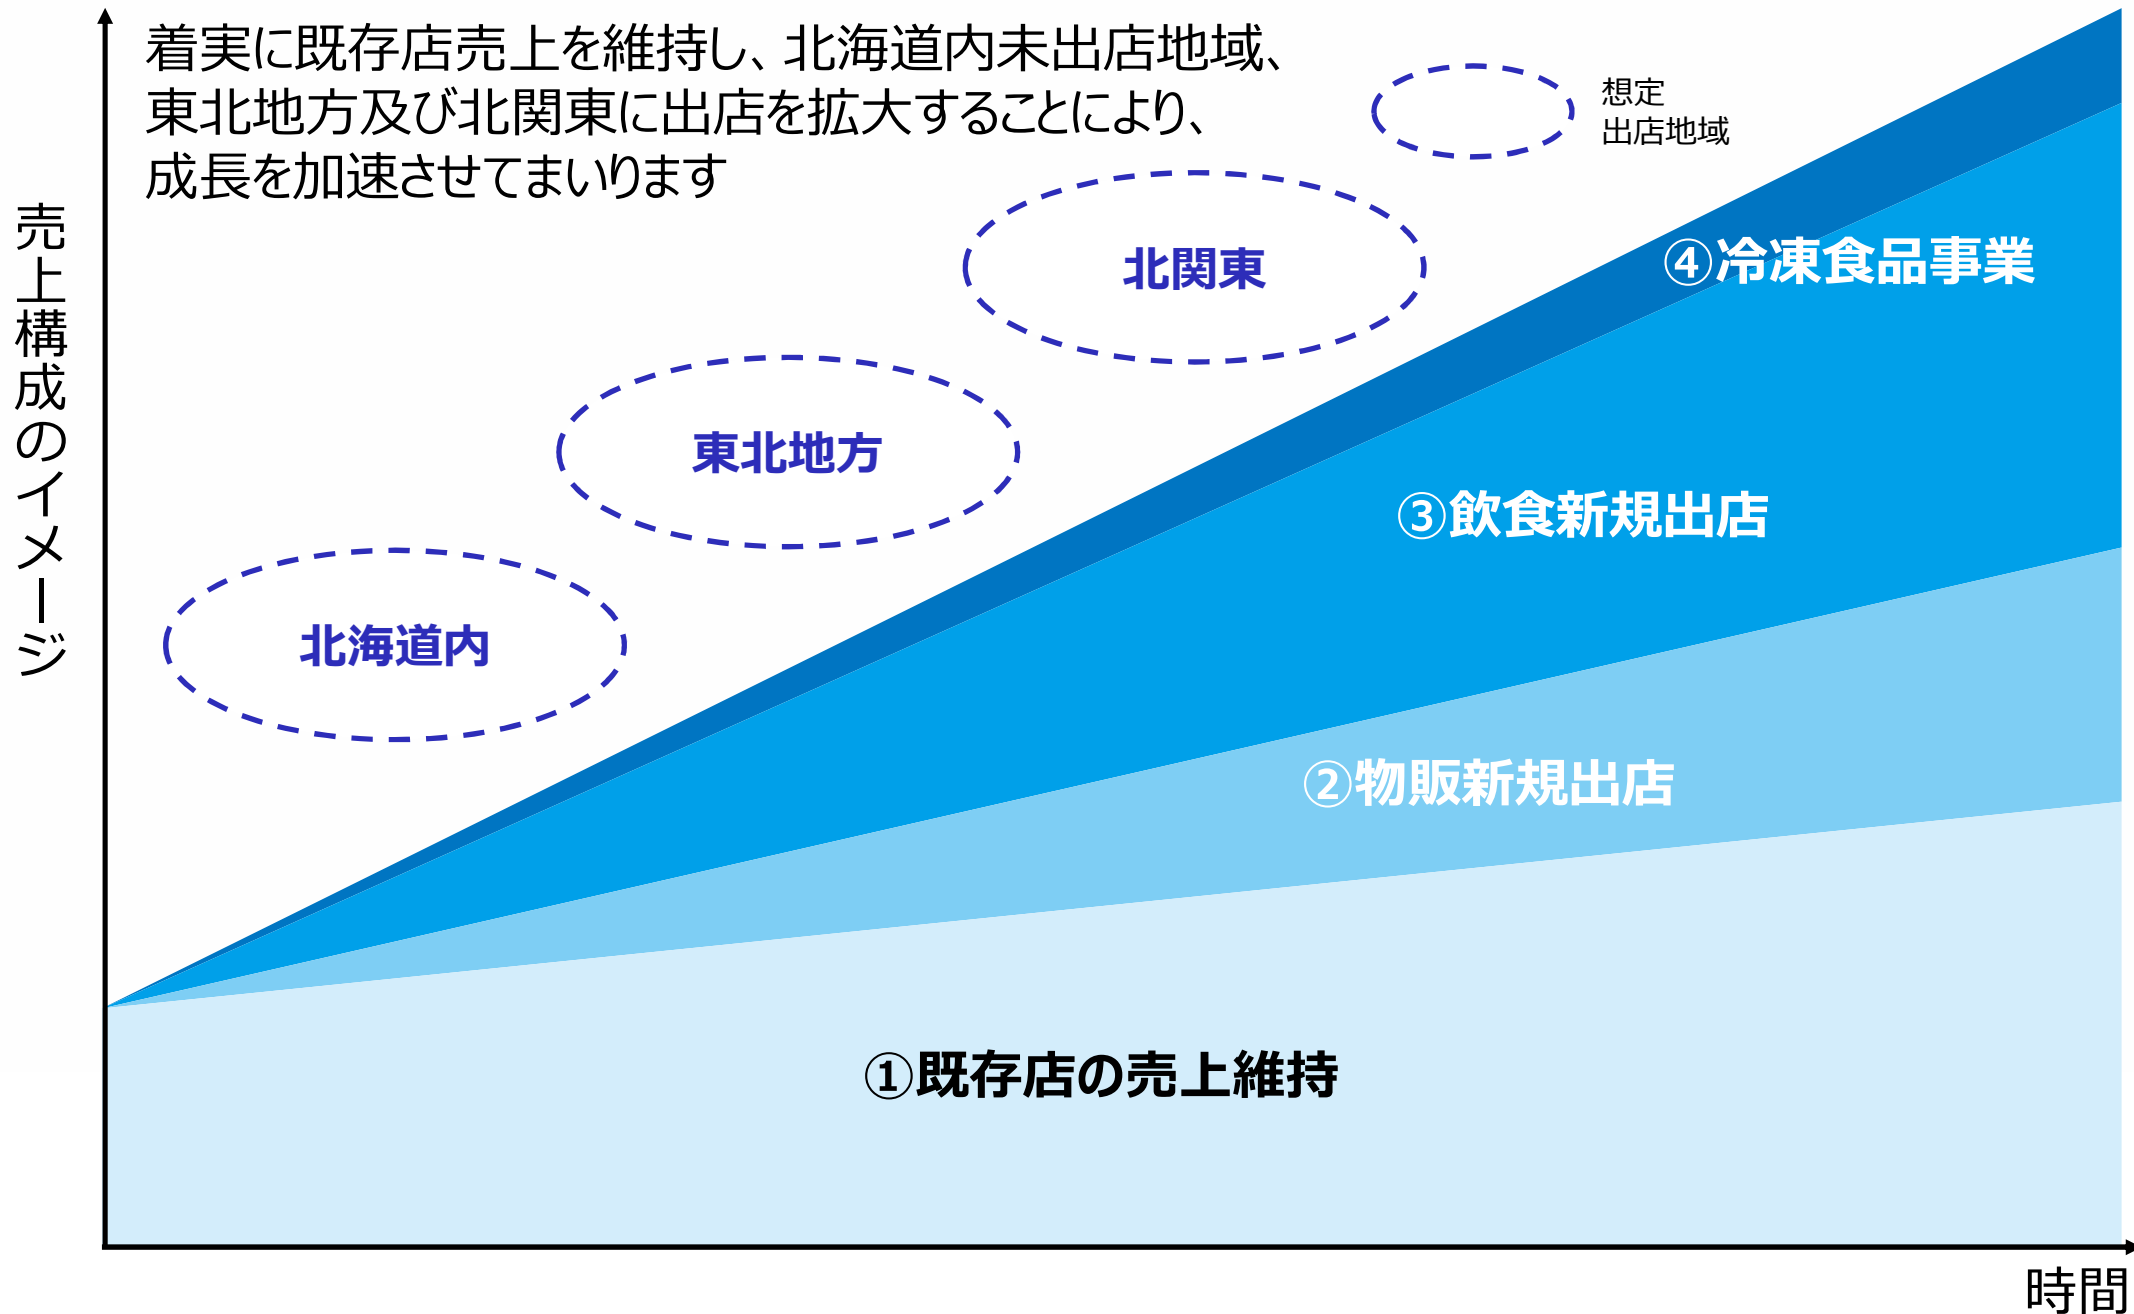 着実に既存店売上を維持し、北海道内未出店地域、
東北地方及び北関東に出店を拡大することにより、
成長を加速させてまいります
想定
出店地域
売上構成のイメージ
北関東
④冷凍食品事業
東北地方
③飲食新規出店
北海道内
②物販新規出店
①既存店の売上維持
時間